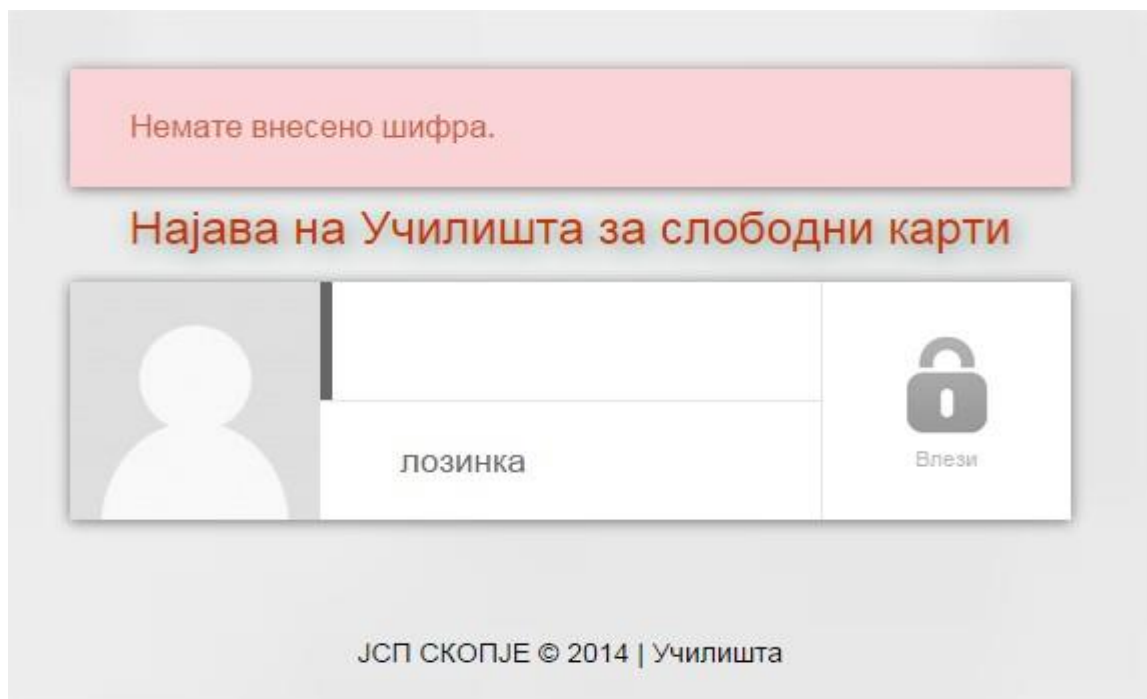 Немате внесено шифра.
Најава на Училишта за слободни карти
лозинка
Влези
ЈСП СКОПЈЕ © 2014 | Училишта